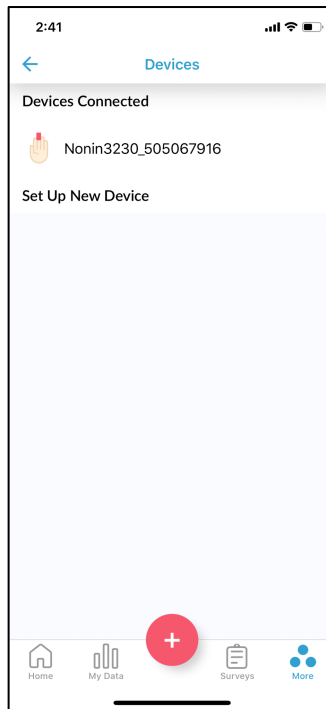 2:41
Devices
Devices Connected
Nonin3230_505067916
Set Up New Device
+
Home
My Data
Surveys
More